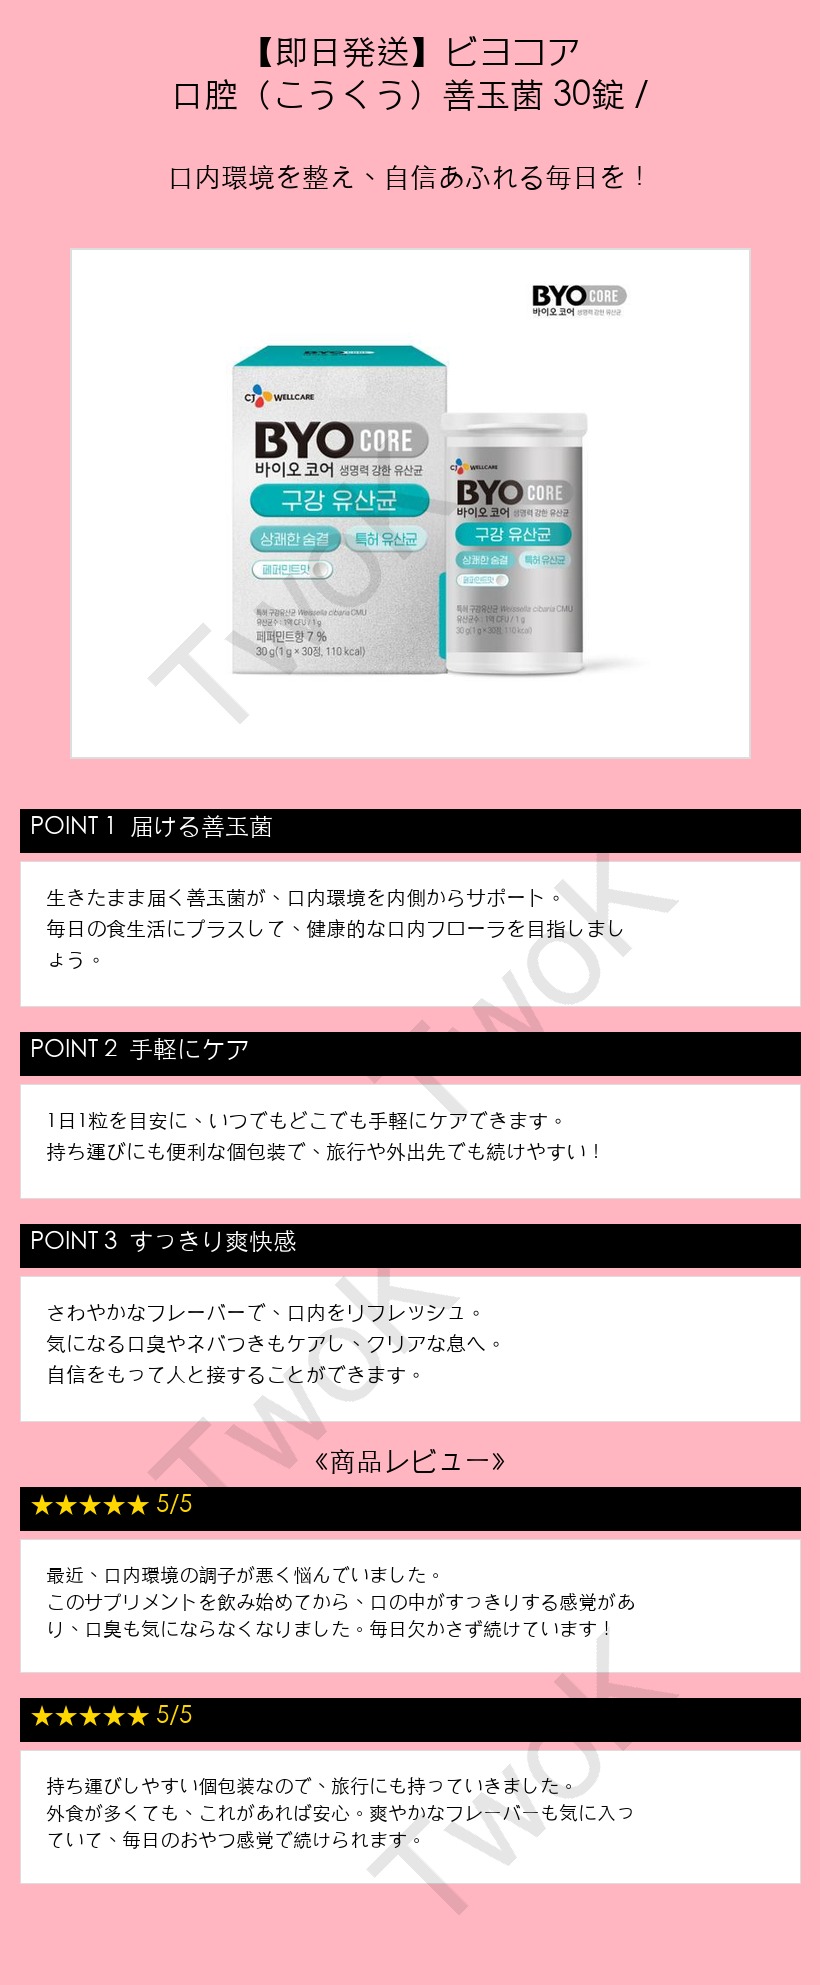 【即日発送】ビヨコア
口腔（こうくう）善玉菌 30錠 /
口内環境を整え、自信あふれる毎日を！
BYO CORE
바이오 코어 생명력 강한 유산균
BYO CORE
CJ WELLCARE
BYO CORE
바이오 코어 생명력 강한 유산균
구강 유산균
상쾌한 숨결 특허 유산균
페퍼민트맛
특허 구강유산균 Weissella cibaria CMU
유산균수 : 1억 CFU / 1 g
페퍼민트향 7 %
30 g(1 g × 30정, 110 kcal)
CJ WELLCARE
BYO CORE
바이오 코어 생명력 강한 유산균
구강 유산균
상쾌한 숨결 특허 유산균
페퍼민트맛
특허 구강유산균 Weissella cibaria CMU
유산균수 : 1억 CFU / 1 g
30 g(1 g × 30정, 110 kcal)
TwoK
POINT 1 届ける善玉菌
生きたまま届く善玉菌が、口内環境を内側からサポート。
毎日の食生活にプラスして、健康的な口内フローラを目指しまし
ょう。
TwoK
POINT 2 手軽にケア
1日1粒を目安に、いつでもどこでも手軽にケアできます。
持ち運びにも便利な個包装で、旅行や外出先でも続けやすい！
POINT 3 すっきり爽快感
さわやかなフレーバーで、口内をリフレッシュ。
気になる口臭やネバつきもケアし、クリアな息へ。
自信をもって人と接することができます。
TwoK
《商品レビュー》
★★★★★ 5/5
最近、口内環境の調子が悪く悩んでいました。
このサプリメントを飲み始めてから、口の中がすっきりする感覚があ
り、口臭も気にならなくなりました。毎日欠かさず続けています！
★★★★★ 5/5
持ち運びしやすい個包装なので、旅行にも持っていきました。
外食が多くても、これがあれば安心。爽やかなフレーバーも気に入っ
ていて、毎日のおやつ感覚で続けられます。
TwoK